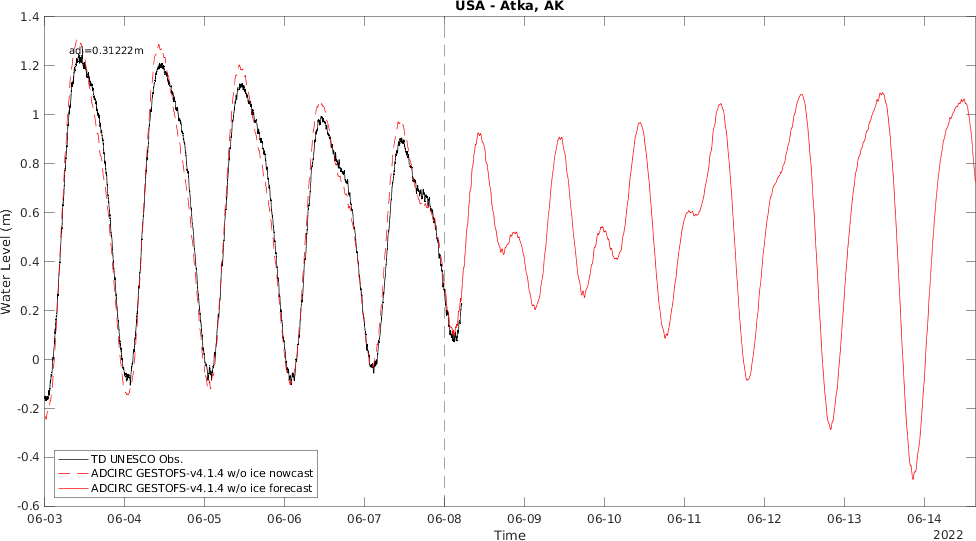 USA - Atka, AK
1.4
1.2
1
0.8
0.6
0.4
0.2
0
-0.2
-0.4
-0.6
Water Level (m)
adj=0.31222m
TD UNESCO Obs.
ADCIRC GESTOFS-v4.1.4 w/o ice nowcast
ADCIRC GESTOFS-v4.1.4 w/o ice forecast
06-03 06-04 06-05 06-06 06-07 06-08 06-09 06-10 06-11 06-12 06-13 06-14
Time
2022